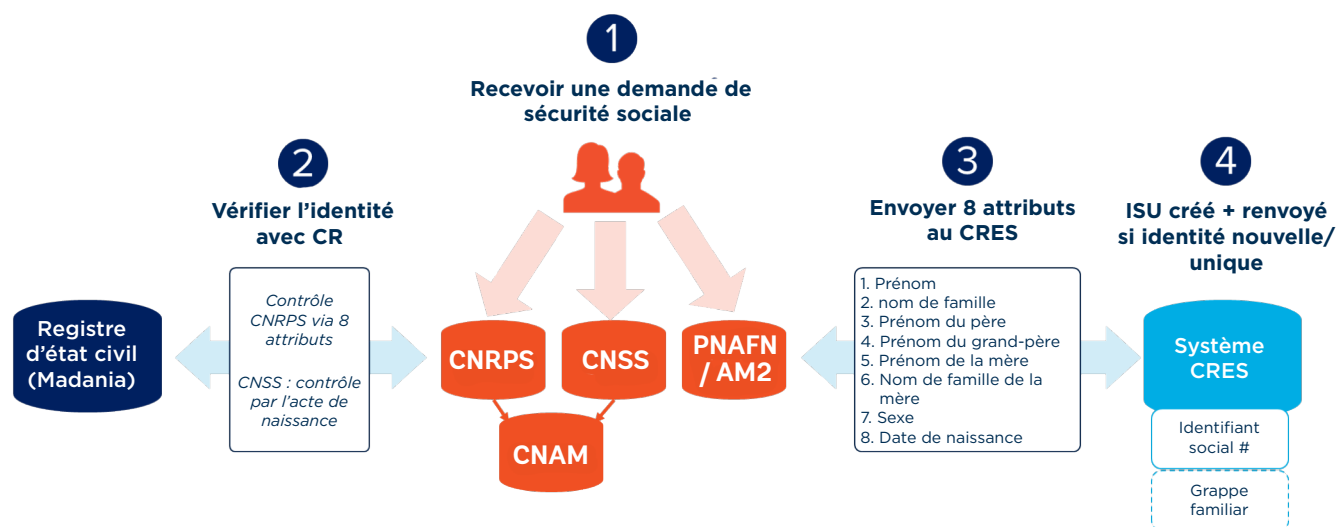 1
Recevoir une demande de
sécurité sociale
2
Vérifier l'identité
avec CR
3
Envoyer 8 attributs
au CRES
4
ISU créé + renvoyé
si identité nouvelle/
unique
Registre
d'état civil
(Madania)
Contrôle
CNRPS via 8
attributs
CNSS : contrôle
par l'acte de
naissance
CNRPS
CNSS
PNAFN
/ AM2
CNAM
1. Prénom
2. nom de famille
3. Prénom du père
4. Prénom du grand-père
5. Prénom de la mère
6. Nom de famille de la
mère
7. Sexe
8. Date de naissance
Système
CRES
Identifiant
social #
Grappe
familiar